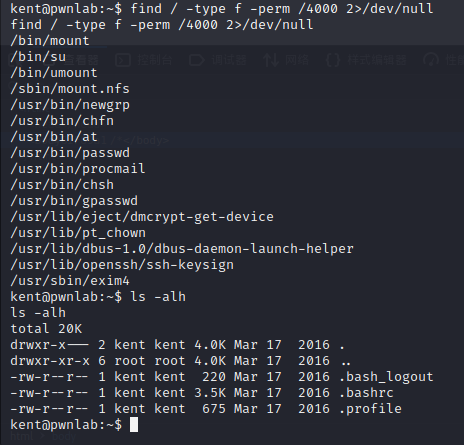 kent@pwnlab:~$ find / -type f -perm /4000 2>/dev/null
find / -type f -perm /4000 2>/dev/null
/bin/mount
/bin/su
/bin/umount
/sbin/mount.nfs
/usr/bin/newgrp
/usr/bin/chfn
/usr/bin/at
/usr/bin/passwd
/usr/bin/procmail
/usr/bin/chsh
/usr/bin/gpasswd
/usr/lib/eject/dmcrypt-get-device
/usr/lib/pt_chown
/usr/lib/dbus-1.0/dbus-daemon-launch-helper
/usr/lib/openssh/ssh-keysign
/usr/sbin/exim4
kent@pwnlab:~$ ls -alh
ls -alh
total 20K
drwxr-x--- 2 kent kent 4.0K Mar 17  2016 .
drwxr-xr-x 6 root root 4.0K Mar 17  2016 ..
-rw-r--r-- 1 kent kent  220 Mar 17  2016 .bash_logout
-rw-r--r-- 1 kent kent 3.5K Mar 17  2016 .bashrc
-rw-r--r-- 1 kent kent  675 Mar 17  2016 .profile
kent@pwnlab:~$